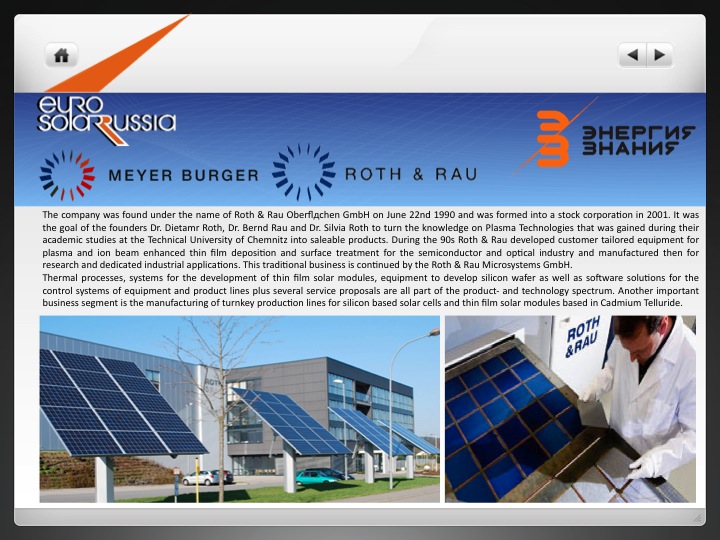 EURO
SOLARRUSSIA
ЭНЕРГИЯ
ЗНАНИЯ
MEYER BURGER
ROTH & RAU
The company was found under the name of Roth & Rau Oberflдchen GmbH on June 22nd 1990 and was formed into a stock corporation in 2001. It was
the goal of the founders Dr. Dietamr Roth, Dr. Bernd Rau and Dr. Silvia Roth to turn the knowledge on Plasma Technologies that was gained during their
academic studies at the Technical University of Chemnitz into saleable products. During the 90s Roth & Rau developed customer tailored equipment for
plasma and ion beam enhanced thin film deposition and surface treatment for the semiconductor and optical industry and manufactured then for
research and dedicated industrial applications. This traditional business is continued by the Roth & Rau Microsystems GmbH.
Thermal processes, systems for the development of thin film solar modules, equipment to develop silicon wafer as well as software solutions for the
control systems of equipment and product lines plus several service proposals are all part of the product- and technology spectrum. Another important
business segment is the manufacturing of turnkey production lines for silicon based solar cells and thin film solar modules based in Cadmium Telluride.
ROTH
&RAU